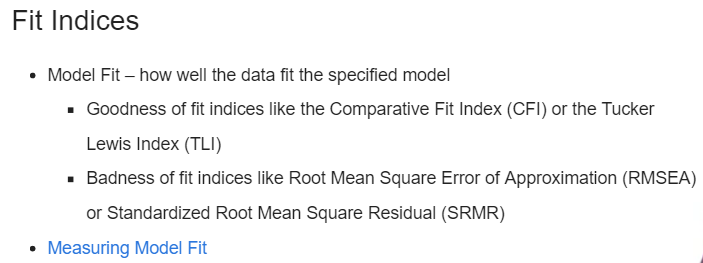 Fit Indices
• Model Fit – how well the data fit the specified model
▪ Goodness of fit indices like the Comparative Fit Index (CFI) or the Tucker
Lewis Index (TLI)
▪ Badness of fit indices like Root Mean Square Error of Approximation (RMSEA)
or Standardized Root Mean Square Residual (SRMR)
• Measuring Model Fit